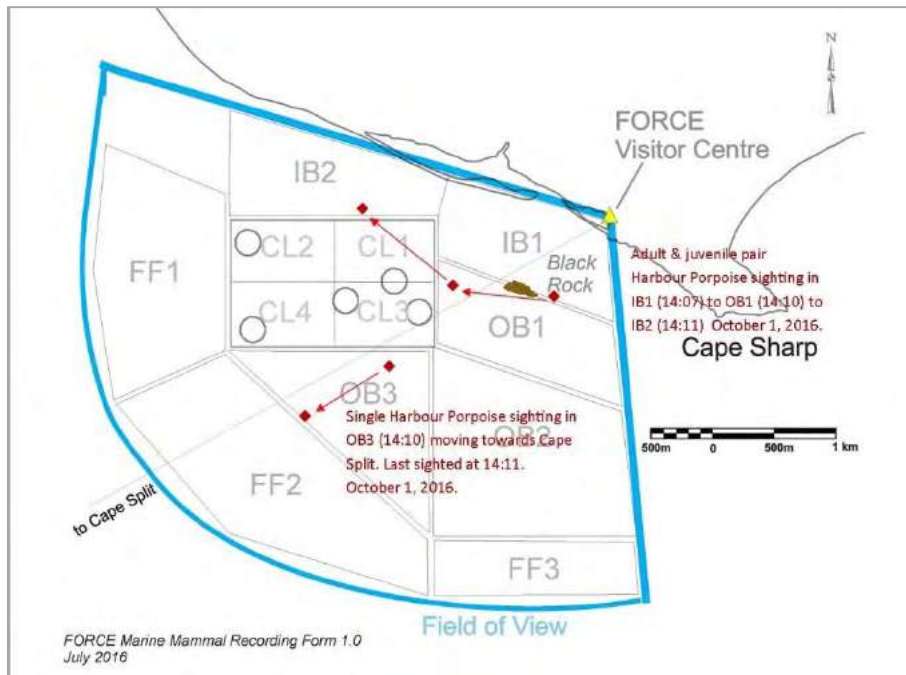 N
FORCE
Visitor Centre
IB2
IB1
CL2
CL1
FF1
Black
Rock
Adult & juvenile pair
Harbour Porpoise sighting in
IB1 (14:07) to OB1 (14:10) to
IB2 (14:11) October 1, 2016.
CL4
CL3
OB1
Cape Sharp
OB3
Single Harbour Porpoise sighting in
OB3 (14:10) moving towards Cape
Split. Last sighted at 14:11.
October 1, 2016.
OB2
500m 0 500m 1 km
FF2
to Cape Split
FF3
Field of View
FORCE Marine Mammal Recording Form 1.0
July 2016